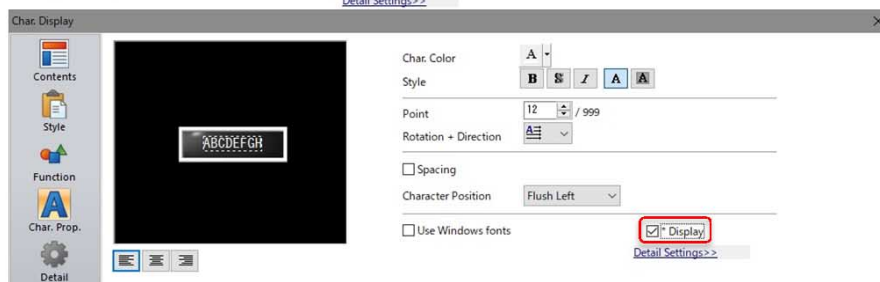 Detail Settings>>
Char. Display
Contents
Style
Function
Char. Prop.
Detail
ABCDEFGH
Char. Color A
Style B S I A A
Point 12 / 999
Rotation + Direction A
Spacing
Character Position Flush Left
Use Windows fonts * Display
Detail Settings>>